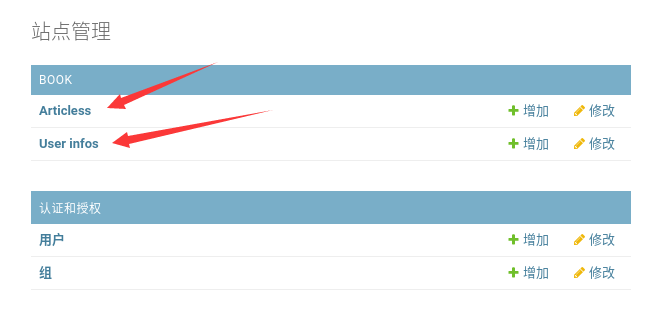 站点管理
BOOK
Articless 增加 修改
User infos 增加 修改
认证和授权
用户 增加 修改
组 增加 修改